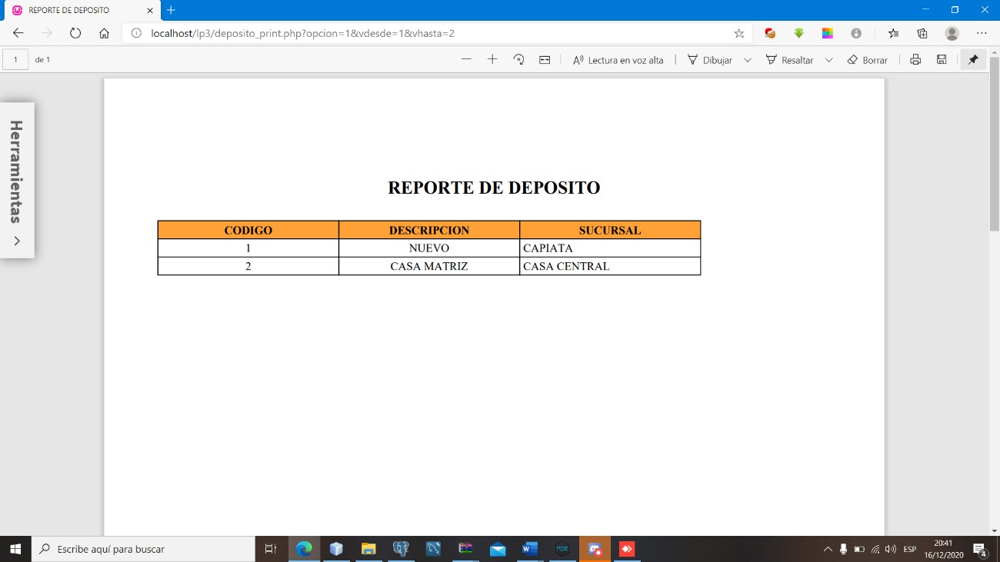 REPORTE DE DEPOSITO
localhost/lp3/deposito_print.php?opcion=1&vdesde=1&vhasta=2
1 de 1 Lectura en voz alta Dibujar Resaltar Borrar
Herramientas
REPORTE DE DEPOSITO
CODIGO DESCRIPCION SUCURSAL
1 NUEVO CAPIATA
2 CASA MATRIZ CASA CENTRAL
Escribe aquí para buscar
nox
ESP
20:41
16/12/2020
4